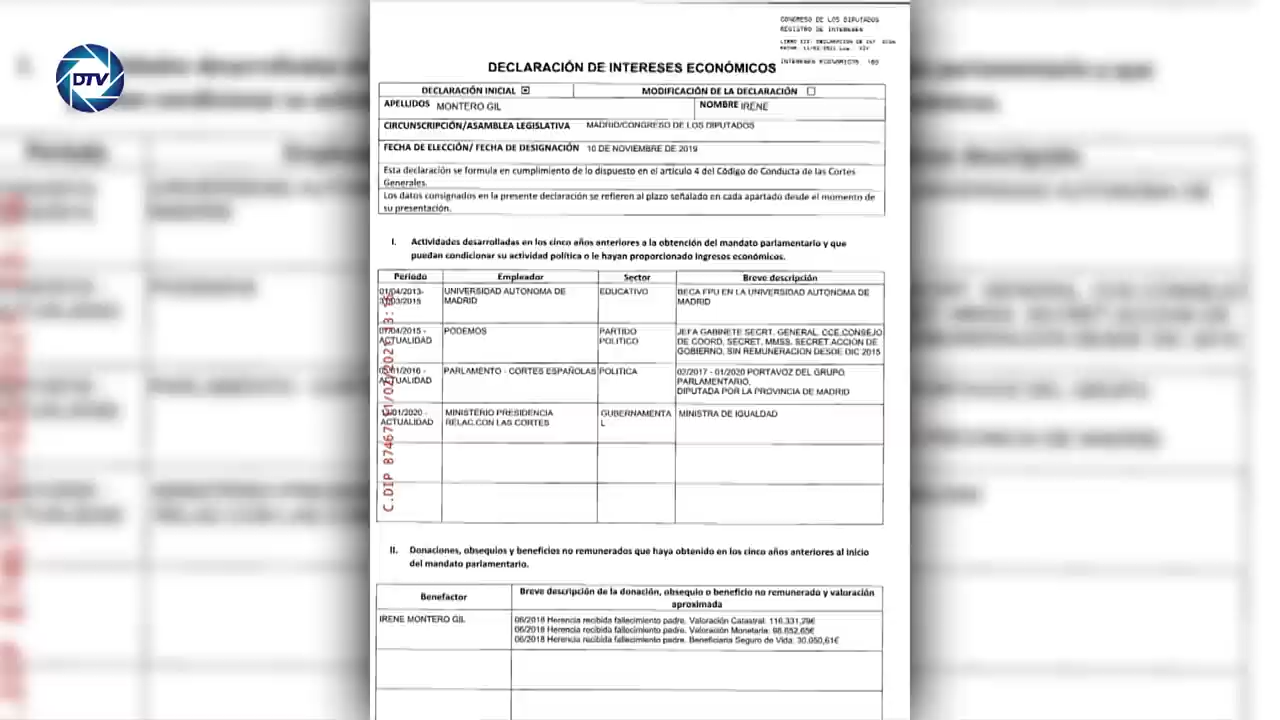 DTV
CONGRESO DE LOS DIPUTADOS
REGISTRO DE INTERESES
DECLARACIÓN DE INTERESES ECONÓMICOS
DECLARACIÓN INICIAL
MODIFICACIÓN DE LA DECLARACIÓN
APELLIDOS MONTERO GIL
NOMBRE IRENE
CIRCUNSCRIPCIÓN/ASAMBLEA LEGISLATIVA MADRID/CONGRESO DE LOS DIPUTADOS
FECHA DE ELECCIÓN/ FECHA DE DESIGNACIÓN 10 DE NOVIEMBRE DE 2019
Esta declaración se formula en cumplimiento de lo dispuesto en el artículo 4 del Código de Conducta de las Cortes
Generales.
Los datos consignados en la presente declaración se refieren al plazo señalado en cada apartado desde el momento de
su presentación.
I. Actividades desarrolladas en los cinco años anteriores a la obtención del mandato parlamentario y que
puedan condicionar su actividad política o le hayan proporcionado ingresos económicos.
Periodo Empleador Sector Breve descripción
01/04/2013- UNIVERSIDAD AUTONOMA DE EDUCATIVO BECA FPU EN LA UNIVERSIDAD AUTONOMA DE
MADRID MADRID
PODEMOS PARTIDO JEFA GABINETE SECRT. GENERAL, CCE,CONSEJO
ACTUALIDAD POLITICO DE COORD, SECRET. MMSS, SECRET.ACCION DE
GOBIERNO, SIN REMUNERACION DESDE DIC 2015
PARLAMENTO - CORTES ESPAÑOLAS POLITICA 02/2017 - 01/2020 PORTAVOZ DEL GRUPO
ACTUALIDAD PARLAMENTARIO,
DIPUTADA POR LA PROVINCIA DE MADRID
MINISTERIO PRESIDENCIA GUBERNAMENTA MINISTRA DE IGUALDAD
ACTUALIDAD RELAC.CON LAS CORTES L
C.DIP
II. Donaciones, obsequios y beneficios no remunerados que haya obtenido en los cinco años anteriores al inicio
del mandato parlamentario.
Benefactor Breve descripción de la donación, obsequio o beneficio no remunerado y valoración
aproximada
IRENE MONTERO GIL 06/2018 Herencia recibida fallecimiento padre. Valoración Catastral: 116.331,29€
06/2018 Herencia recibida fallecimiento padre. Valoración Monetaria: 98.852,65€
06/2018 Herencia recibida fallecimiento padre. Beneficiaria Seguro de Vida: 30.050,61€